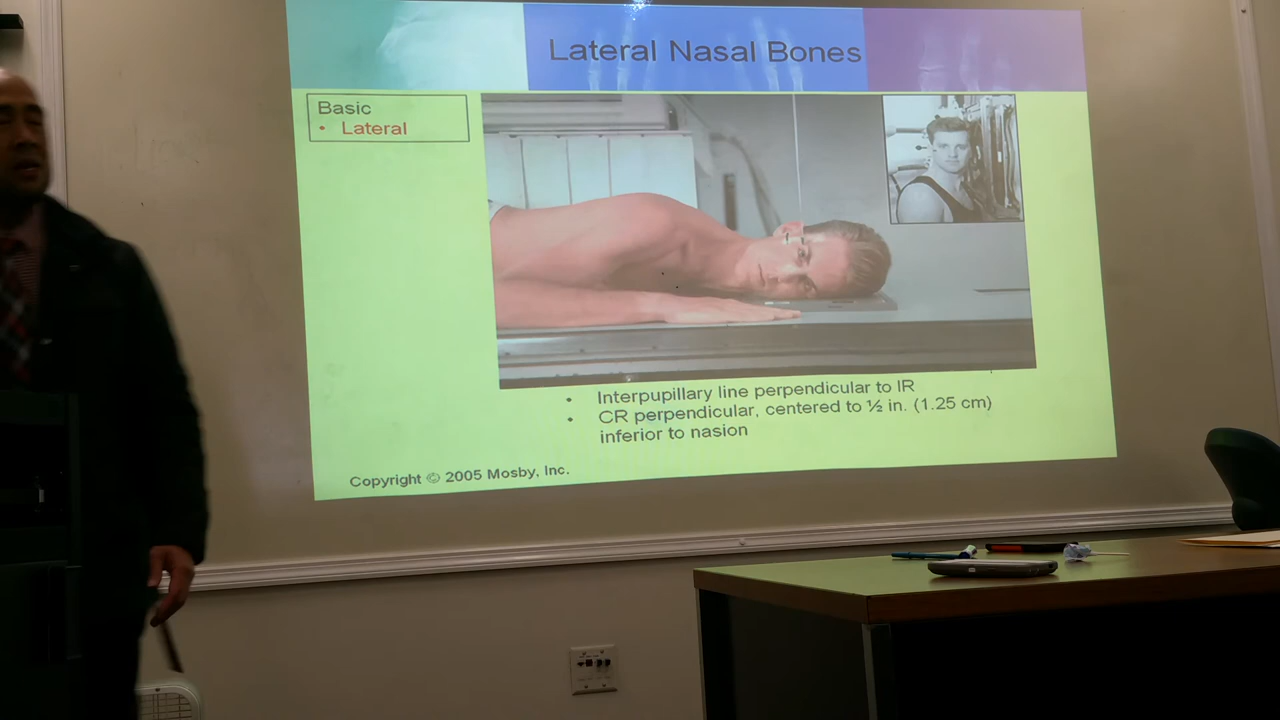 Lateral Nasal Bones
Basic
• Lateral
• Interpupillary line perpendicular to IR
• CR perpendicular, centered to ½ in. (1.25 cm)
inferior to nasion
Copyright © 2005 Mosby, Inc.